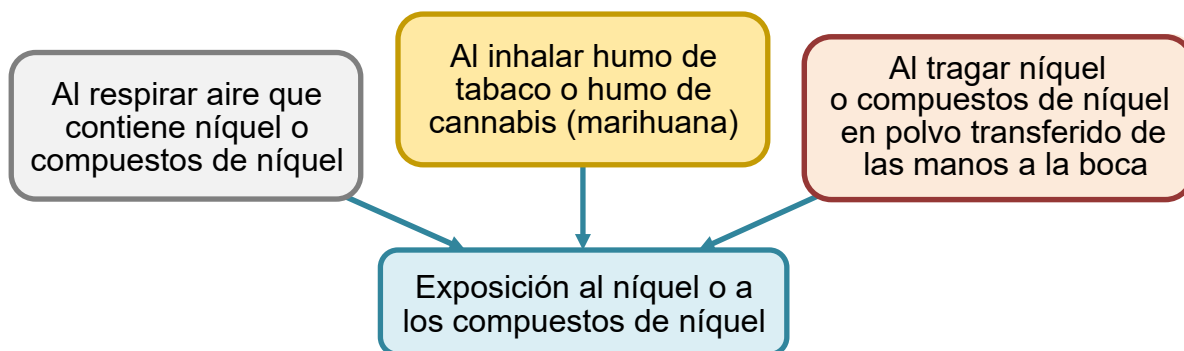 Al respirar aire que
contiene níquel o
compuestos de níquel
Al inhalar humo de
tabaco o humo de
cannabis (marihuana)
Al tragar níquel
o compuestos de níquel
en polvo transferido de
las manos a la boca
Exposición al níquel o a
los compuestos de níquel